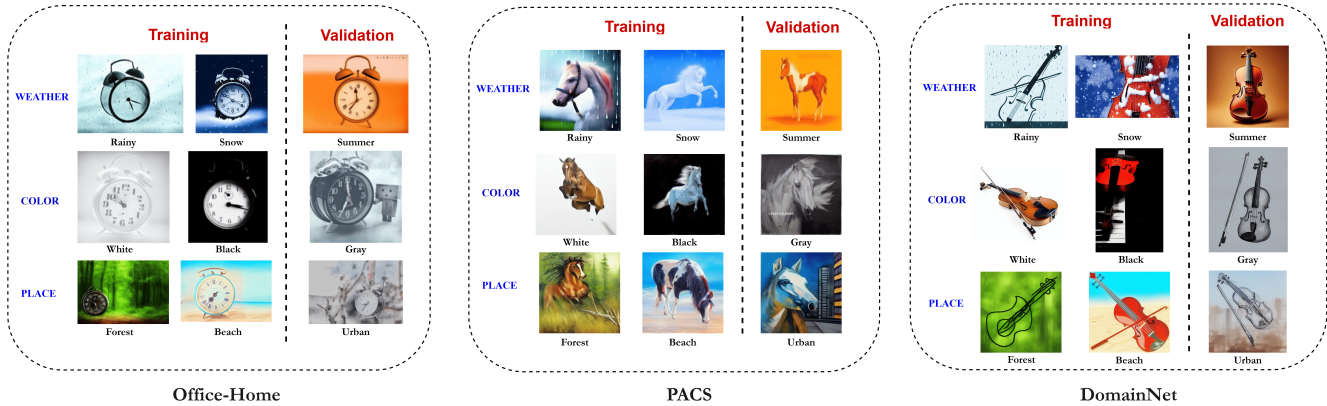 Training Validation
WEATHER
Rainy Snow Summer
COLOR
White Black Gray
PLACE
Forest Beach Urban
Office-Home
Training Validation
WEATHER
Rainy Snow Summer
COLOR
White Black Gray
PLACE
Forest Beach Urban
PACS
Training Validation
WEATHER
Rainy Snow Summer
COLOR
White Black Gray
PLACE
Forest Beach Urban
DomainNet